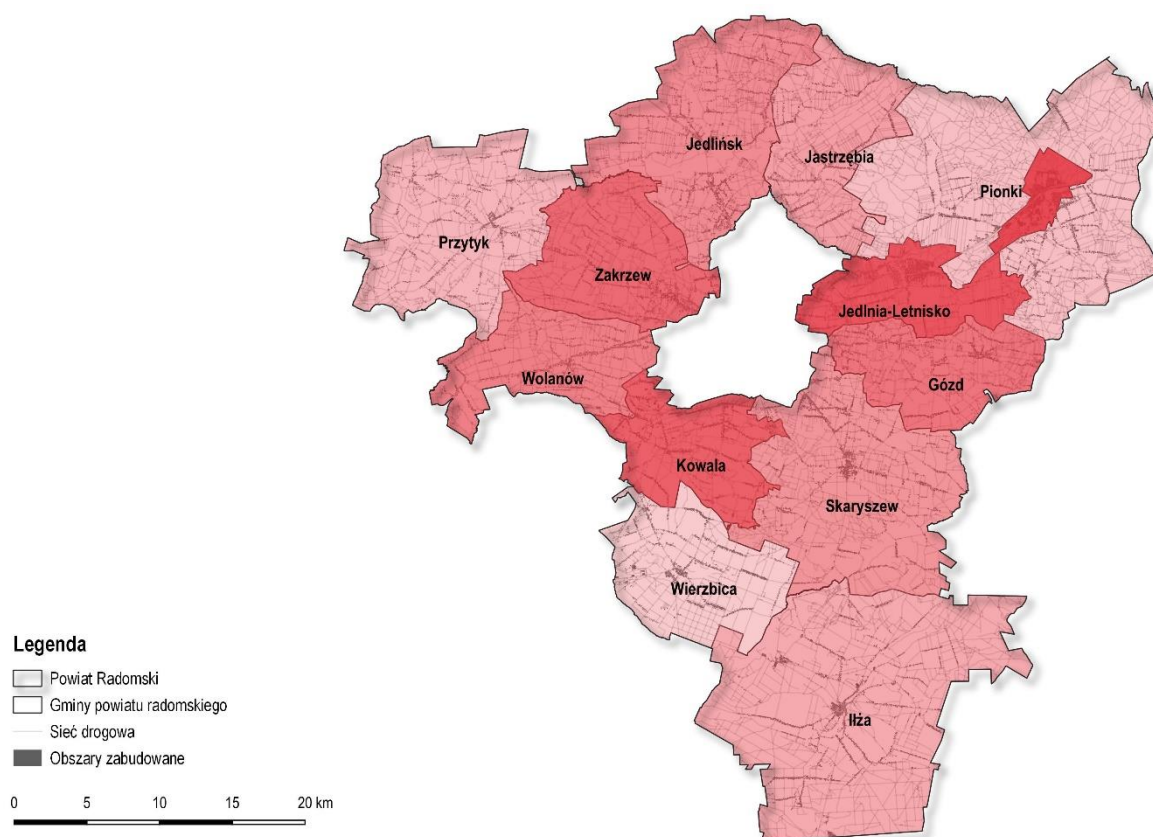 Jedlińsk
Jastrzębia
Pionki
Przytyk
Zakrzew
Jedlnia-Letnisko
Wolanów
Gózd
Kowala
Skaryszew
Wierzbica
Iłża
Legenda
Powiat Radomski
Gminy powiatu radomskiego
Sieć drogowa
Obszary zabudowane
0 5 10 15 20 km